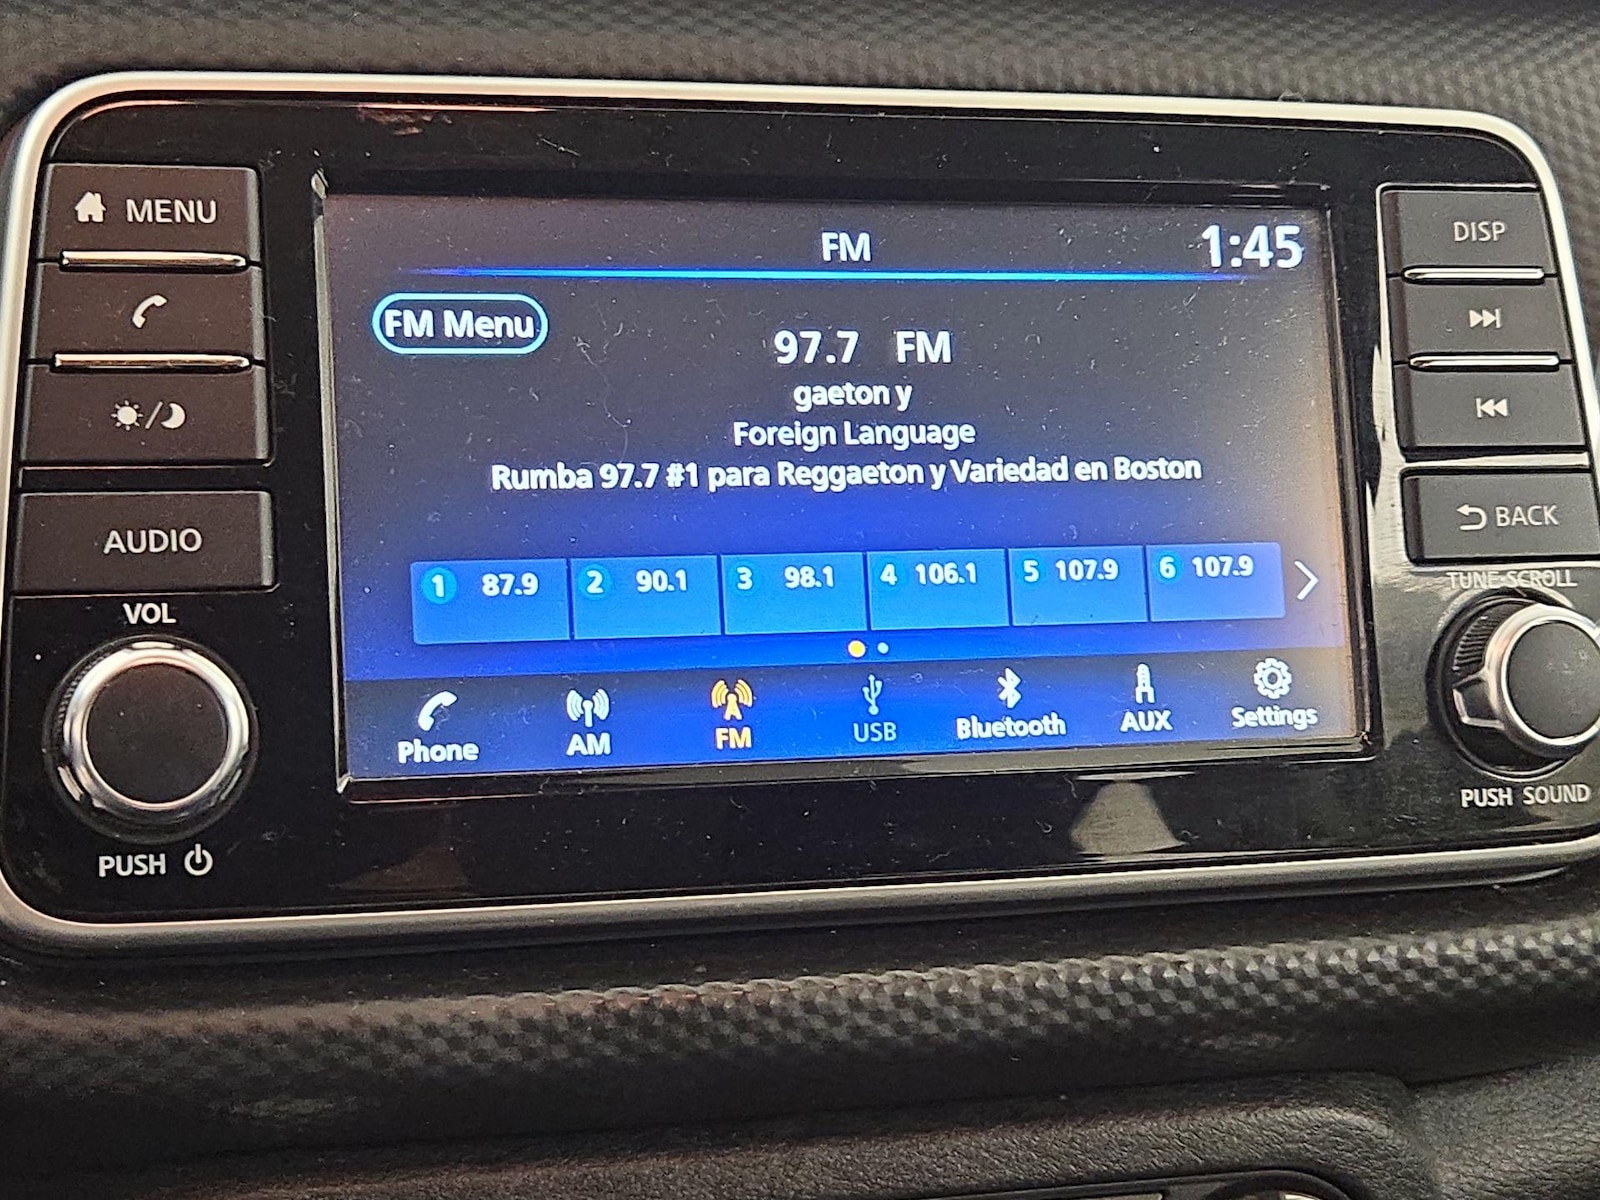 MENU
AUDIO
VOL
PUSH
FM
1:45
FM Menu
97.7 FM
gaeton y
Foreign Language
Rumba 97.7 #1 para Reggaeton y Variedad en Boston
1 87.9 2 90.1 3 98.1 4 106.1 5 107.9 6 107.9
Phone AM FM USB Bluetooth AUX Settings
DISP
BACK
TUNE·SCROLL
PUSH SOUND